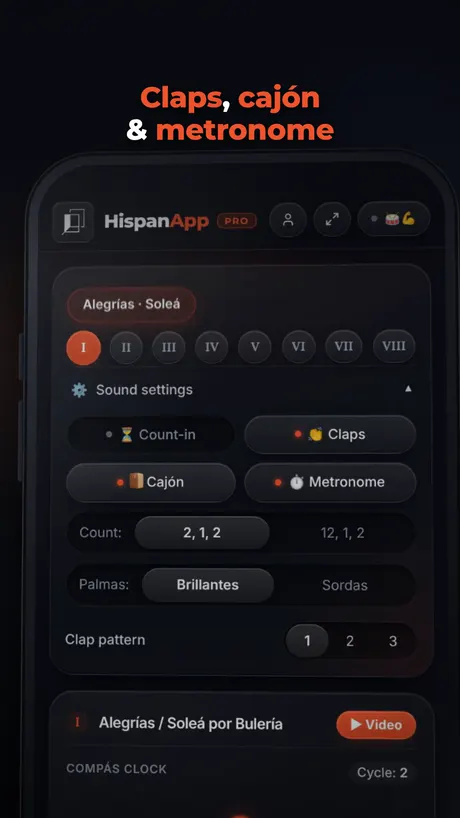 Claps, cajón
& metronome
HispanApp PRO
Alegrías · Soleá
I II III IV V VI VII VIII
Sound settings
Count-in Claps
Cajón Metronome
Count: 2, 1, 2 12, 1, 2
Palmas: Brillantes Sordas
Clap pattern 1 2 3
I Alegrías / Soleá por Bulería Video
COMPÁS CLOCK Cycle: 2